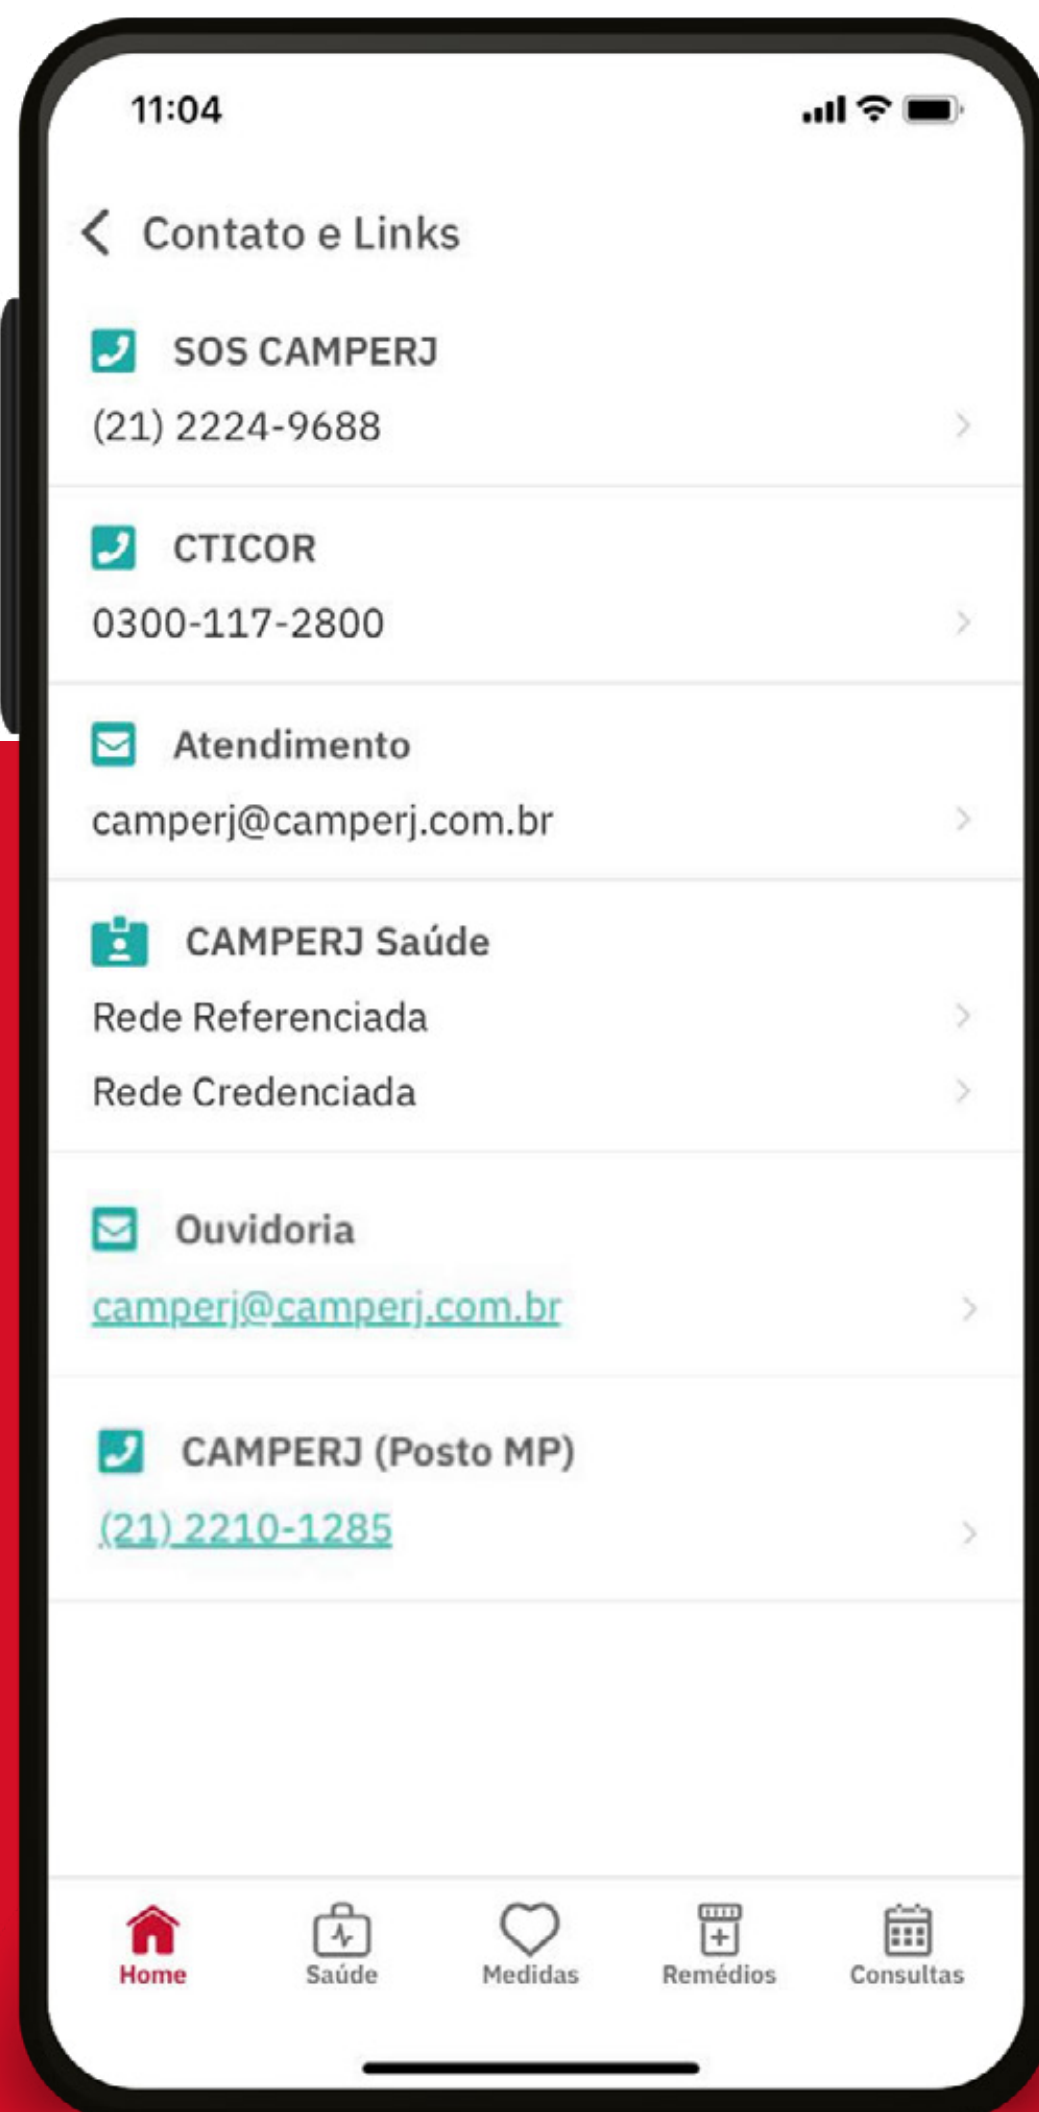 11:04
Contato e Links
SOS CAMPERJ
(21) 2224-9688
CTICOR
0300-117-2800
Atendimento
camperj@camperj.com.br
CAMPERJ Saúde
Rede Referenciada
Rede Credenciada
Ouvidoria
camperj@camperj.com.br
CAMPERJ (Posto MP)
(21) 2210-1285
Home Saúde Medidas Remédios Consultas